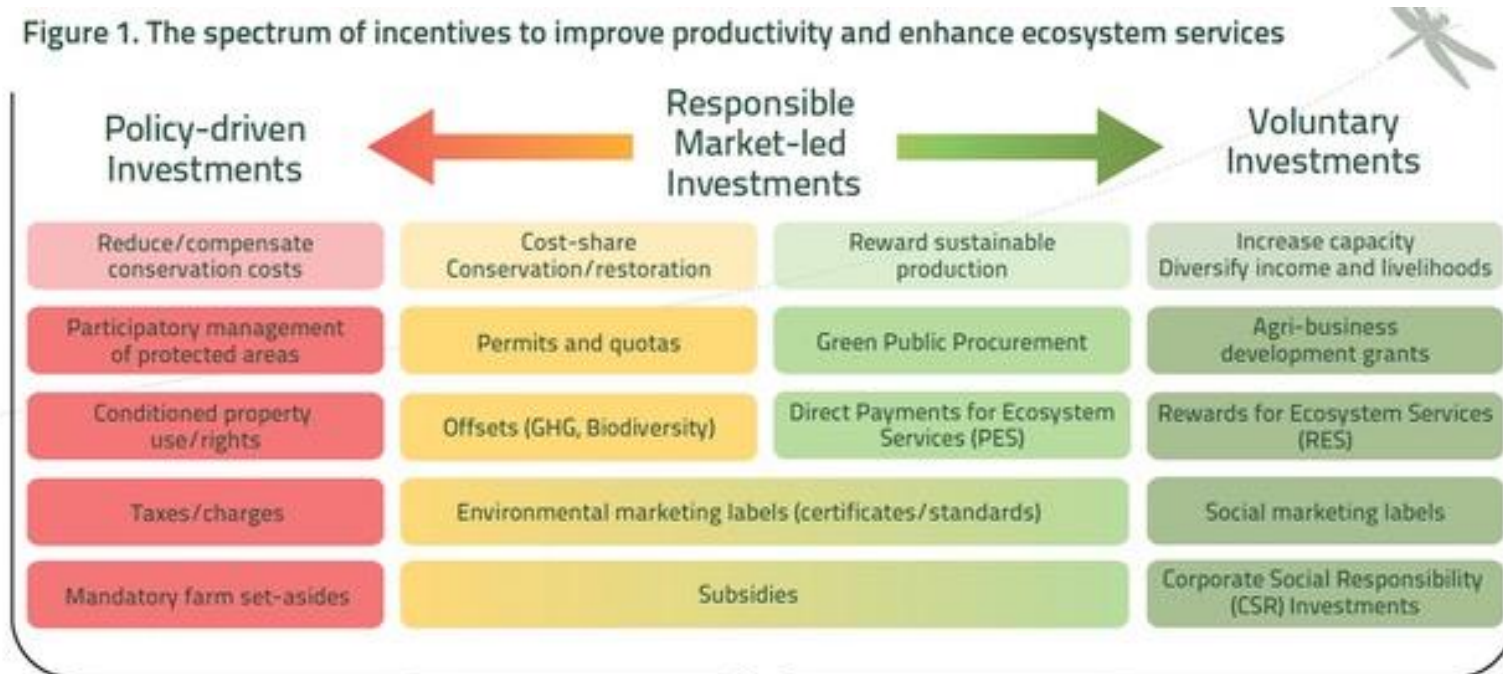 Figure 1. The spectrum of incentives to improve productivity and enhance ecosystem services
Policy-driven
Investments
Responsible
Market-led
Investments
Voluntary
Investments
Reduce/compensate
conservation costs
Cost-share
Conservation/restoration
Reward sustainable
production
Increase capacity
Diversify income and livelihoods
Participatory management
of protected areas
Permits and quotas
Green Public Procurement
Agri-business
development grants
Conditioned property
use/rights
Offsets (GHG, Biodiversity)
Direct Payments for Ecosystem
Services (PES)
Rewards for Ecosystem Services
(RES)
Taxes/charges
Environmental marketing labels (certificates/standards)
Social marketing labels
Mandatory farm set-asides
Subsidies
Corporate Social Responsibility
(CSR) Investments